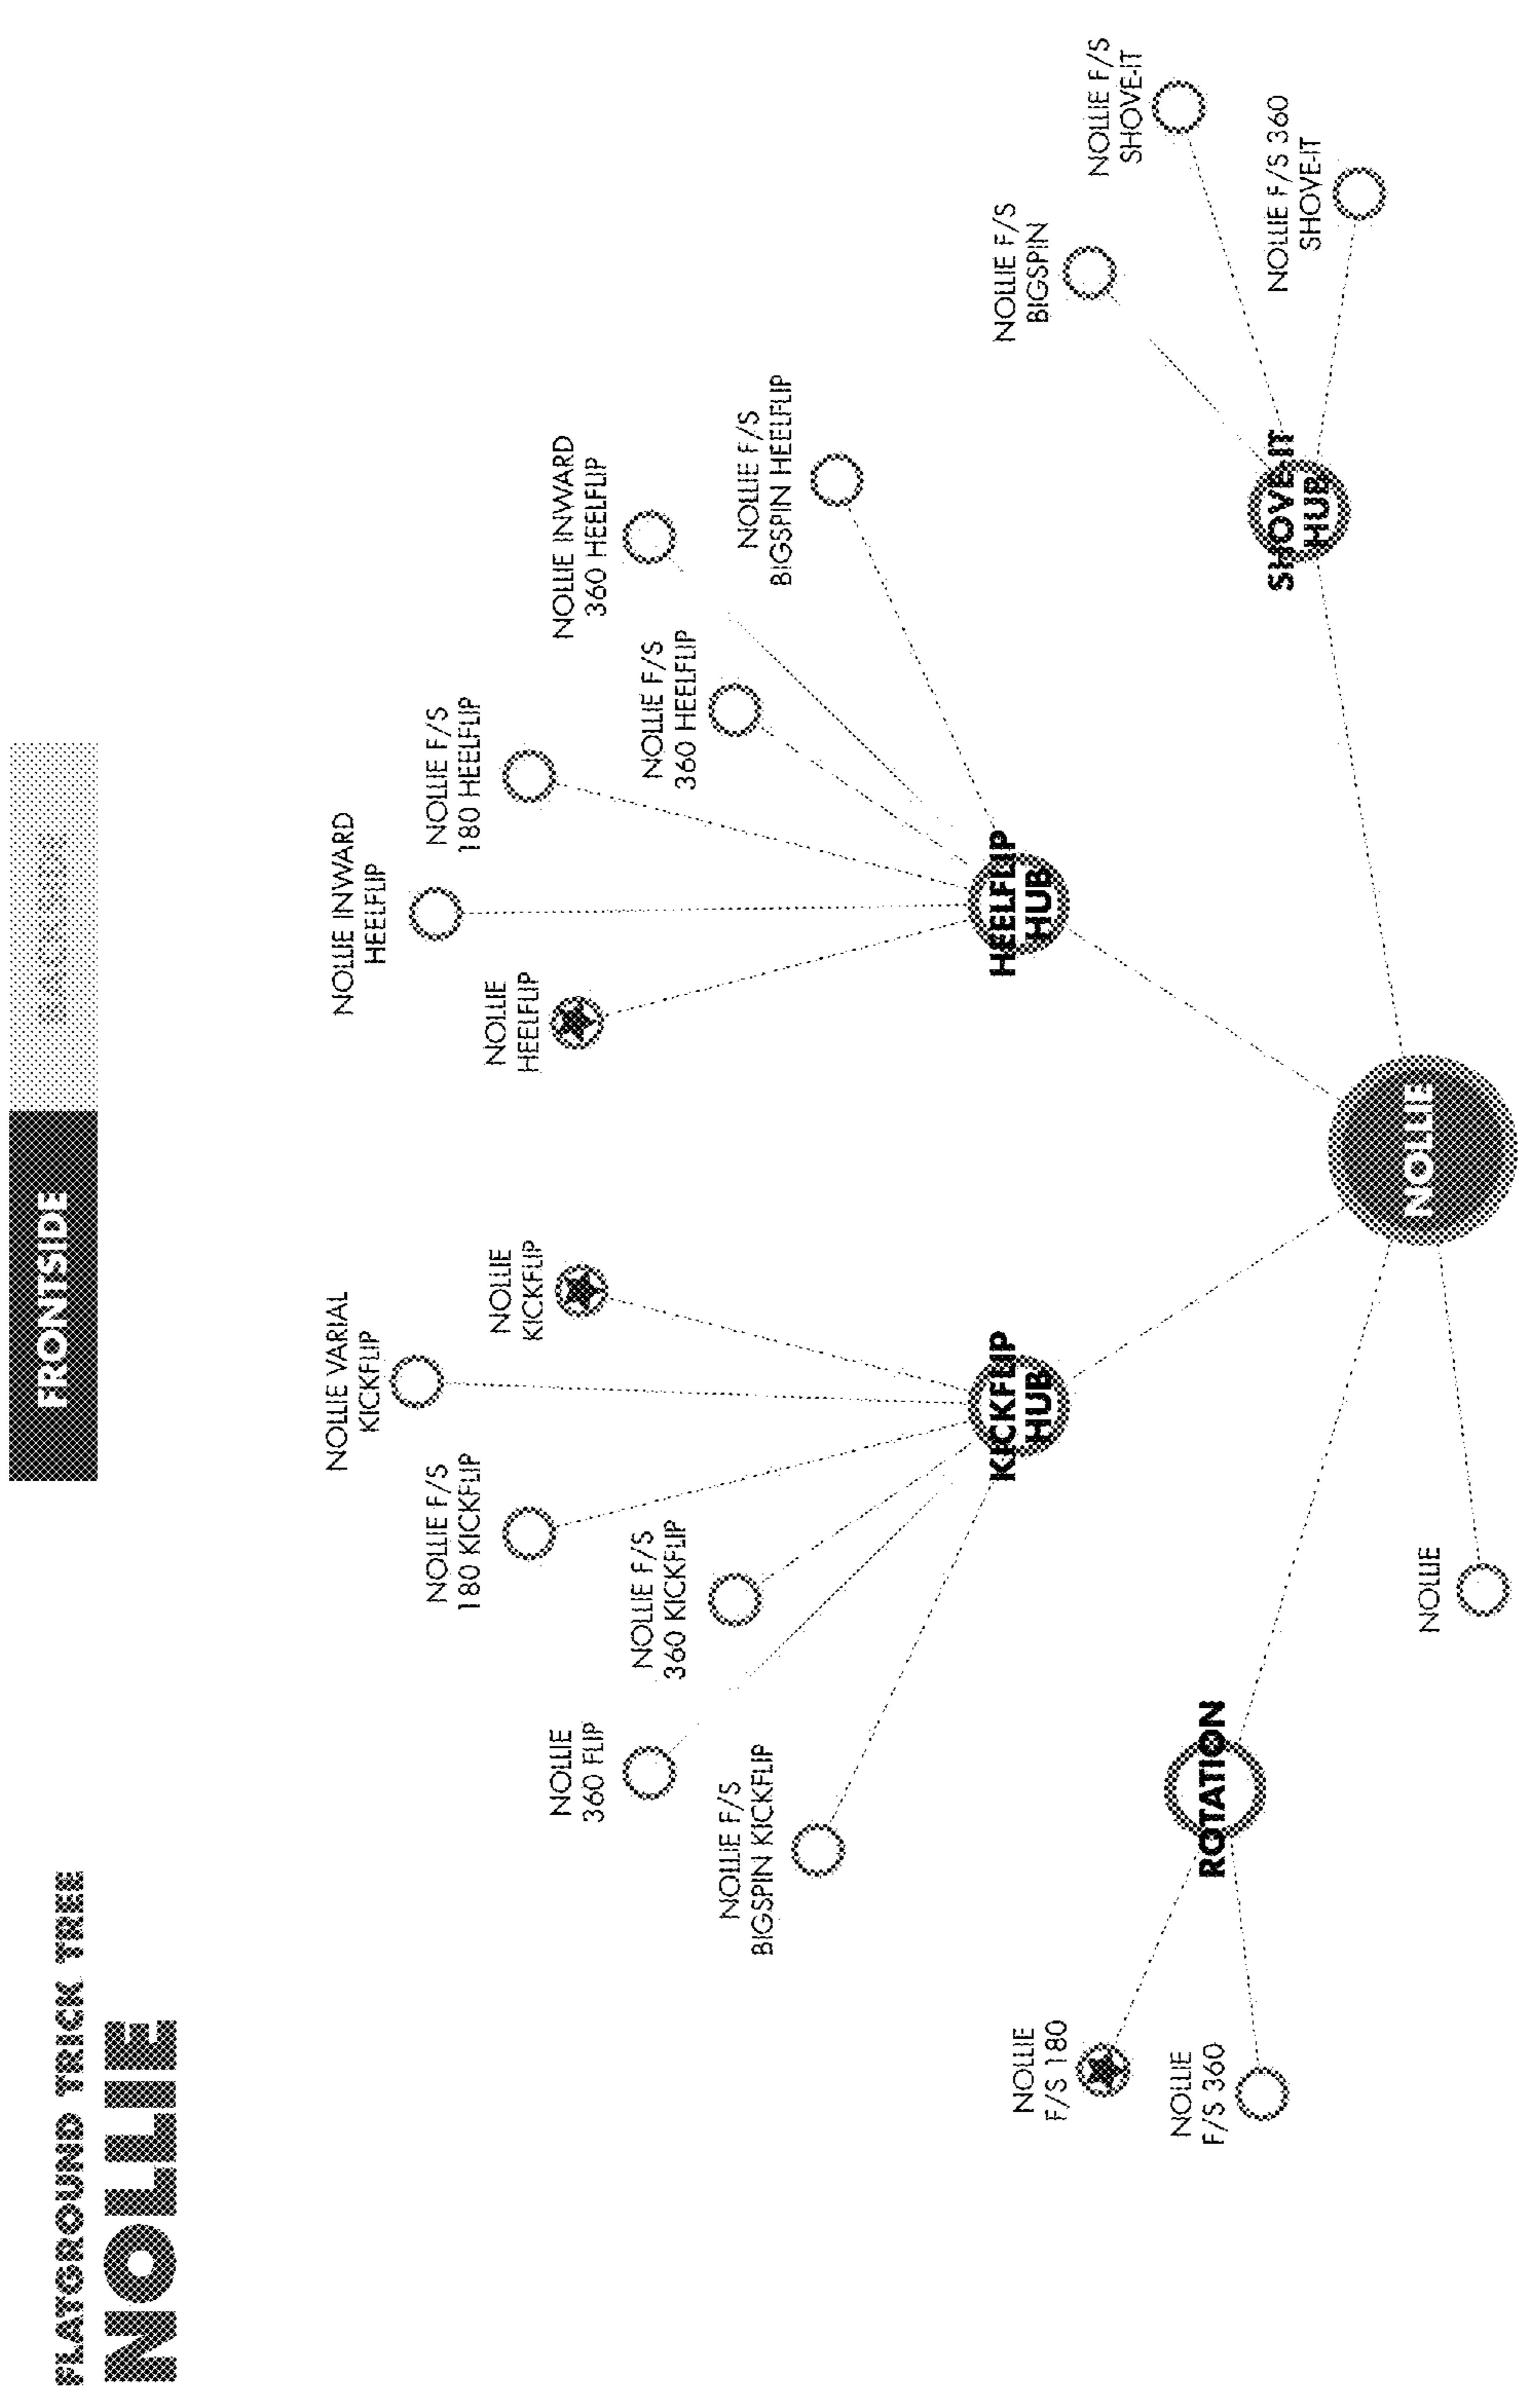 FLATGROUND TRICK TREE
NOLLIE
FRONTSIDE
NOLLIE VARIAL
KICKFLIP
NOLLIE
KICKFLIP
NOLLIE F/S
180 KICKFLIP
NOLLIE F/S
360 KICKFLIP
NOLLIE
360 FLIP
NOLLIE F/S
BIGSPIN KICKFLIP
KICKFLIP
HUB
NOLLIE INWARD
HEELFLIP
NOLLIE
HEELFLIP
NOLLIE F/S
180 HEELFLIP
NOLLIE F/S
360 HEELFLIP
NOLLIE INWARD
360 HEELFLIP
NOLLIE F/S
BIGSPIN HEELFLIP
HEELFLIP
HUB
NOLLIE F/S
BIGSPIN
NOLLIE F/S
SHOVE-IT
NOLLIE F/S 360
SHOVE-IT
SHOVE-IT
HUB
NOLLIE
F/S 180
NOLLIE
F/S 360
ROTATION
NOLLIE
NOLLIE